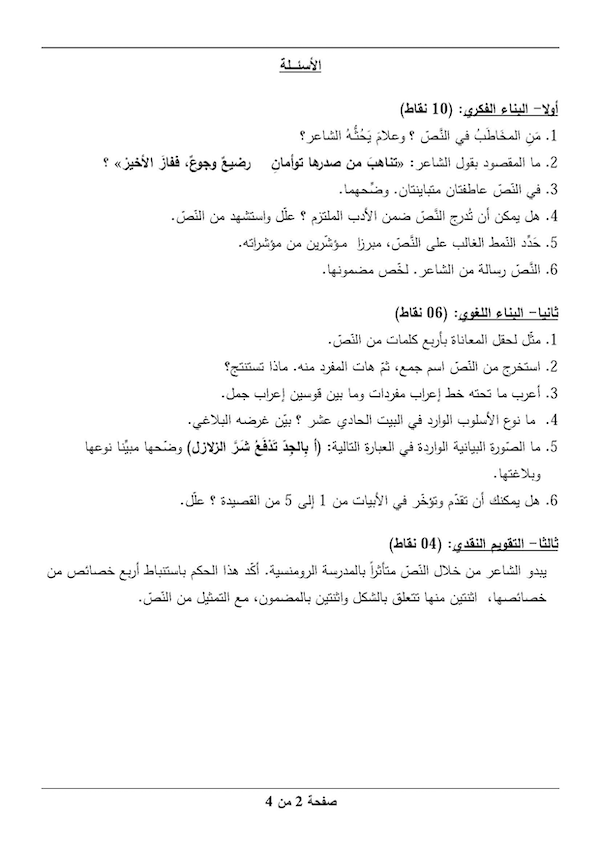 الأسئـلة
أولا- البناء الفكري: (10 نقاط)
1. مَنِ المخَاطَبُ في النَّصّ ؟ وعلامَ يَحُثُّهُ الشاعر؟
2. ما المقصود بقول الشاعر: «تناهبَ من صدرها توأمانِ رضيعٌ وجوعٌ، ففازَ الأخيرْ» ؟
3. في النّصّ عاطفتان متباينتان. وضّحهما.
4. هل يمكن أن تُدرج النَّصّ ضمن الأدب الملتزم ؟ علّل واستشهد من النّصّ.
5. حَدِّد النّمط الغالب على النَّصّ، مبرزا مؤشّرين من مؤشراته.
6. النَّصّ رسالة من الشاعر. لخّص مضمونها.
ثانيا- البناء اللغوي: (06 نقاط)
1. مثّل لحقل المعاناة بأربع كلمات من النّصّ.
2. استخرج من النّصّ اسم جمع، ثمّ هات المفرد منه. ماذا تستنتج؟
3. أعرب ما تحته خط إعراب مفردات وما بين قوسين إعراب جمل.
4. ما نوع الأسلوب الوارد في البيت الحادي عشر ؟ بيّن غرضه البلاغي.
5. ما الصّورة البيانية الواردة في العبارة التالية: (أ بِالجِدّ تَدْفَعُ شَرَّ الزلازلِ) وضّحها مبيِّنا نوعها
وبلاغتها.
6. هل يمكنك أن تقدّم وتؤخّر في الأبيات من 1 إلى 5 من القصيدة ؟ علّل.
ثالثا- التقويم النقدي: (04 نقاط)
يبدو الشاعر من خلال النّصّ متأثراً بالمدرسة الرومنسية. أكّد هذا الحكم باستنباط أربع خصائص من
خصائصها، اثنتين منها تتعلق بالشكل واثنتين بالمضمون، مع التمثيل من النّصّ.
صفحة 2 من 4